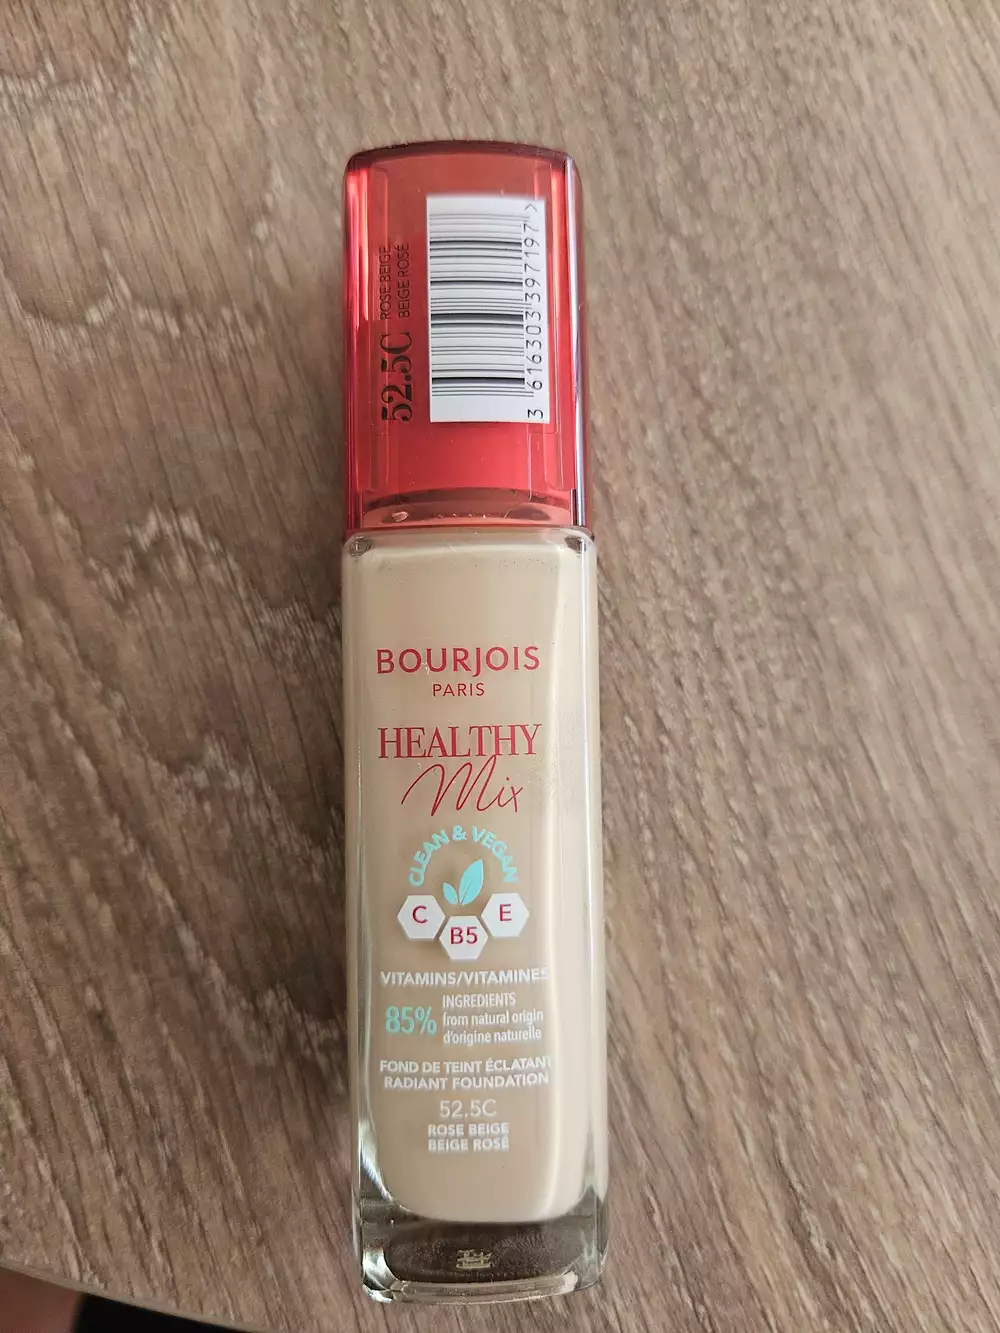 52.5C
ROSE BEIGE
BEIGE ROSÉ
3 616303 397197 >
BOURJOIS
PARIS
HEALTHY
Mix
CLEAN & VEGAN
C
E
B5
VITAMINS/VITAMINES
85%
INGREDIENTS
from natural origin
d'origine naturelle
FOND DE TEINT ÉCLATANT
RADIANT FOUNDATION
52.5C
ROSE BEIGE
BEIGE ROSÉ